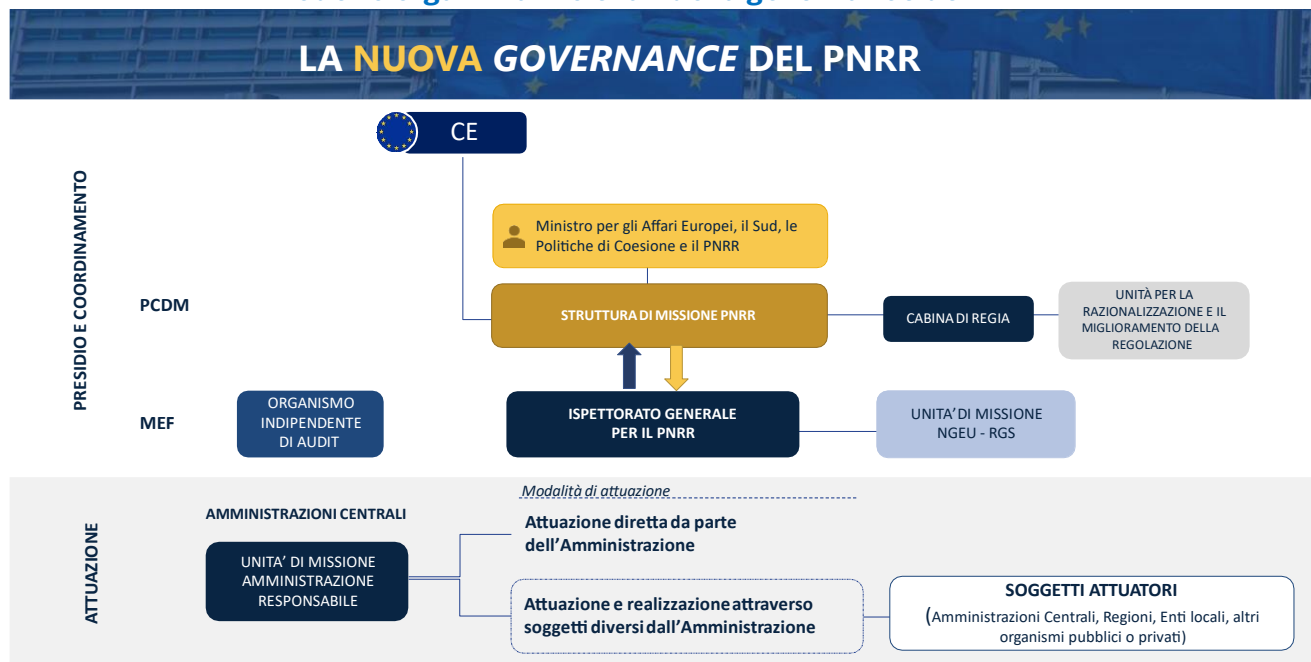 LA NUOVA GOVERNANCE DEL PNRR
CE
PRESIDIO E COORDINAMENTO
Ministro per gli Affari Europei, il Sud, le
Politiche di Coesione e il PNRR
PCDM
STRUTTURA DI MISSIONE PNRR
CABINA DI REGIA
UNITÀ PER LA
RAZIONALIZZAZIONE E IL
MIGLIORAMENTO DELLA
REGOLAZIONE
MEF
ORGANISMO
INDIPENDENTE
DI AUDIT
ISPETTORATO GENERALE
PER IL PNRR
UNITA’ DI MISSIONE
NGEU - RGS
ATTUAZIONE
Modalità di attuazione
AMMINISTRAZIONI CENTRALI
UNITA’ DI MISSIONE
AMMINISTRAZIONE
RESPONSABILE
Attuazione diretta da parte
dell’Amministrazione
Attuazione e realizzazione attraverso
soggetti diversi dall’Amministrazione
SOGGETTI ATTUATORI
(Amministrazioni Centrali, Regioni, Enti locali, altri
organismi pubblici o privati)